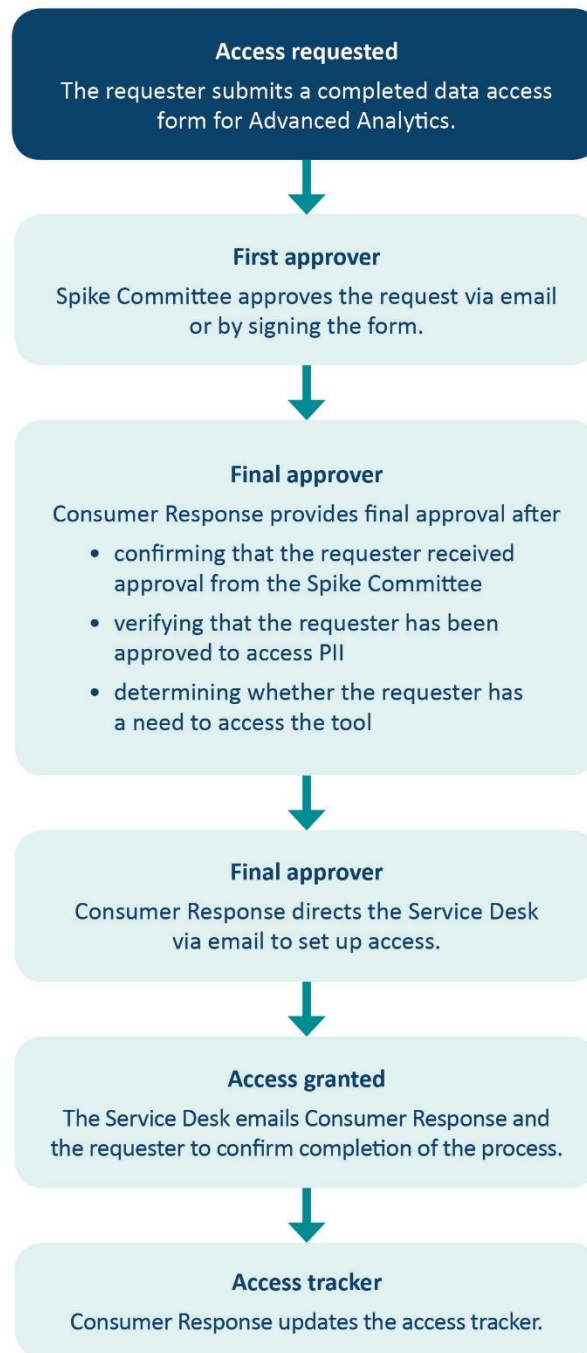 Access requested
The requester submits a completed data access
form for Advanced Analytics.
First approver
Spike Committee approves the request via email
or by signing the form.
Final approver
Consumer Response provides final approval after
• confirming that the requester received
approval from the Spike Committee
• verifying that the requester has been
approved to access PII
• determining whether the requester has
a need to access the tool
Final approver
Consumer Response directs the Service Desk
via email to set up access.
Access granted
The Service Desk emails Consumer Response and
the requester to confirm completion of the process.
Access tracker
Consumer Response updates the access tracker.